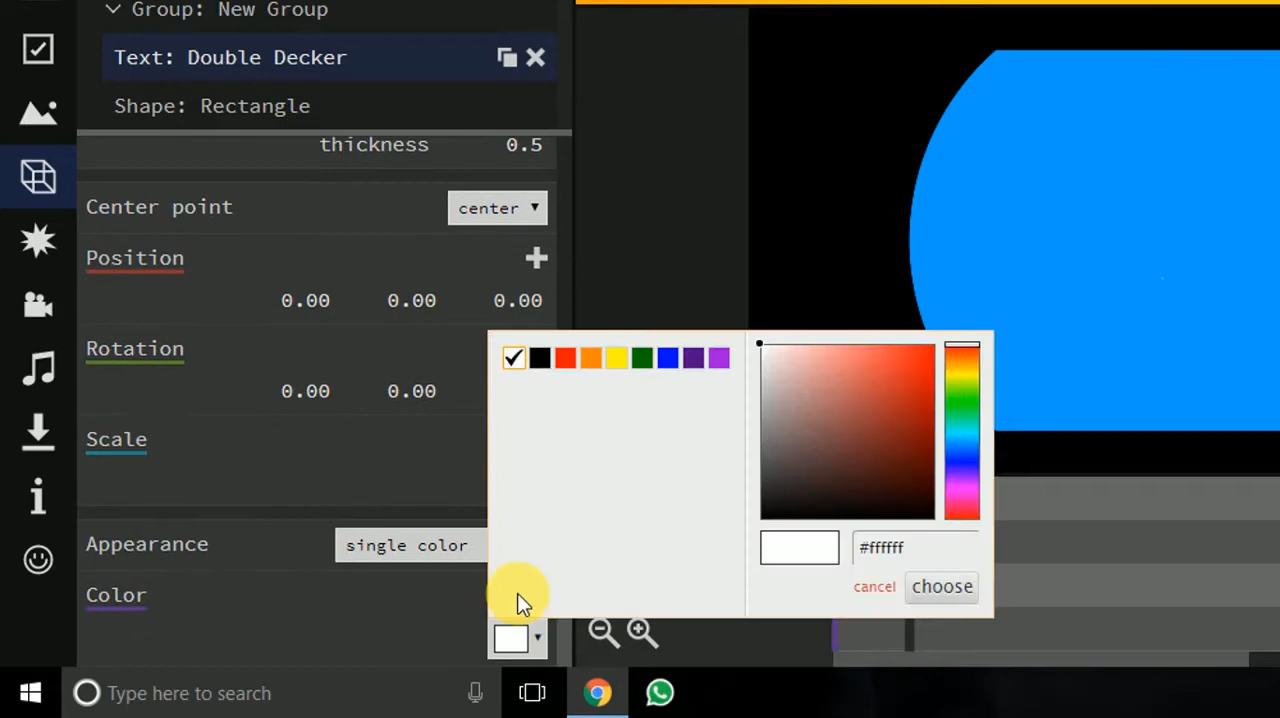 Group: New Group
Text: Double Decker
Shape: Rectangle
thickness 0.5
Center point center
Position
0.00 0.00 0.00
Rotation
0.00 0.00
Scale
Appearance single color
#ffffff
cancel choose
Color
Type here to search